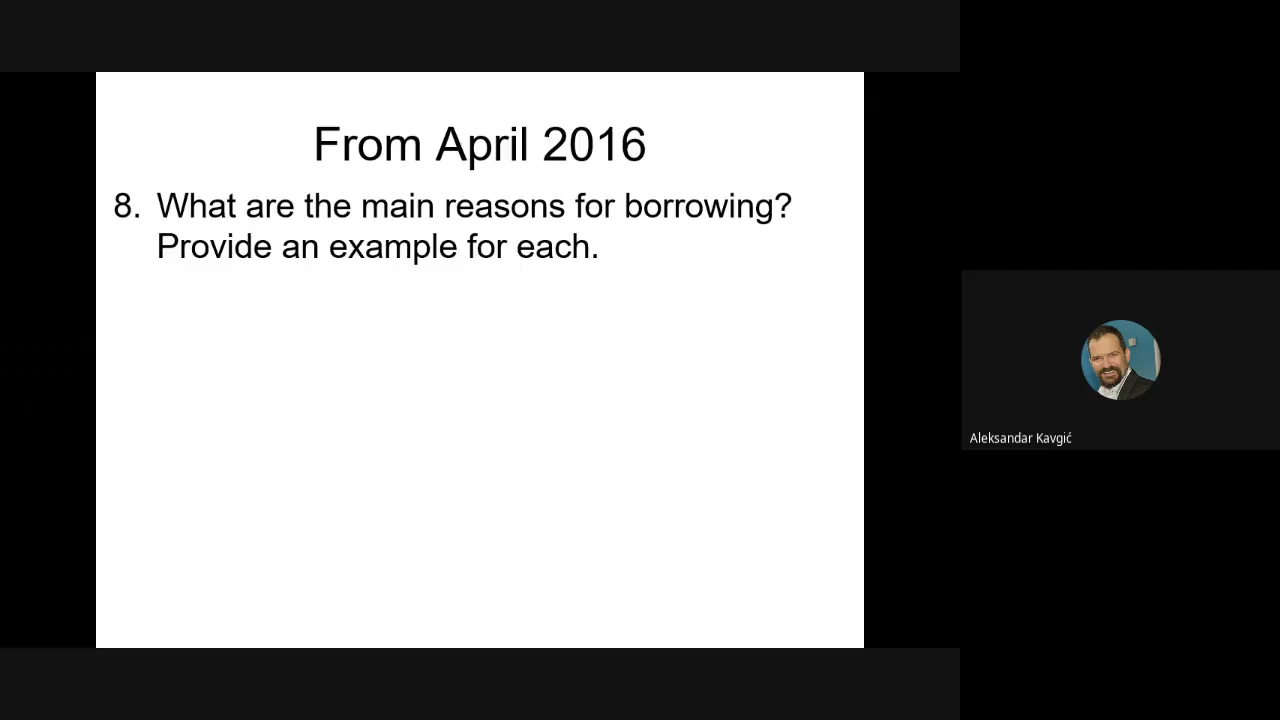 From April 2016
8. What are the main reasons for borrowing?
Provide an example for each.
Aleksandar Kavgić